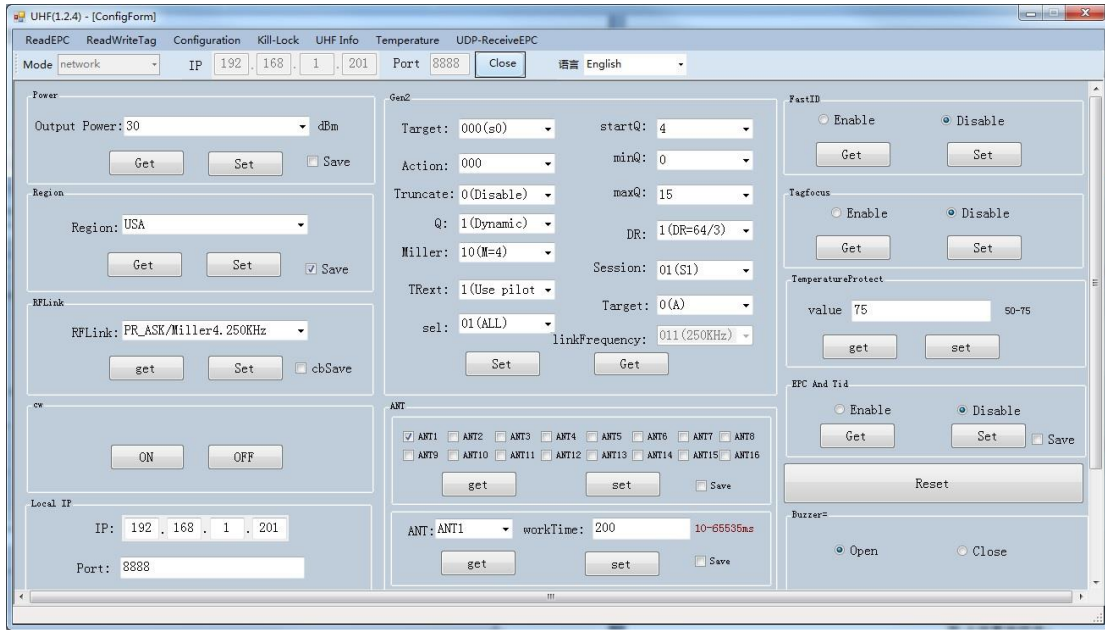 UHF(1.2.4) - [ConfigForm]
ReadEPC ReadWriteTag Configuration Kill-Lock UHF Info Temperature UDP-ReceiveEPC
Mode network IP 192 . 168 . 1 . 201 Port 8888 Close 语言 English
Power
Output Power: 30 dBm
Get Set Save
Region
Region: USA
Get Set Save
RFLink
RFLink: PR_ASK/Miller4.250KHz
get Set cbSave
cw
ON OFF
Local IP
IP: 192 . 168 . 1 . 201
Port: 8888
Gen2
Target: 000(s0) startQ: 4
Action: 000 minQ: 0
Truncate: 0(Disable) maxQ: 15
Q: 1(Dynamic) DR: 1(DR=64/3)
Miller: 10(M=4) Session: 01(S1)
TRext: 1(Use pilot Target: 0(A)
sel: 01(ALL) linkFrequency: 011(250KHz)
Set Get
ANT
ANT1 ANT2 ANT3 ANT4 ANT5 ANT6 ANT7 ANT8
ANT9 ANT10 ANT11 ANT12 ANT13 ANT14 ANT15 ANT16
get set Save
ANT: ANT1 workTime: 200 10-65535ms
get set Save
FastID
Enable Disable
Get Set
Tagfocus
Enable Disable
Get Set
TemperatureProtect
value 75 50-75
get set
EPC And Tid
Enable Disable
Get Set Save
Reset
Buzzer=
Open Close